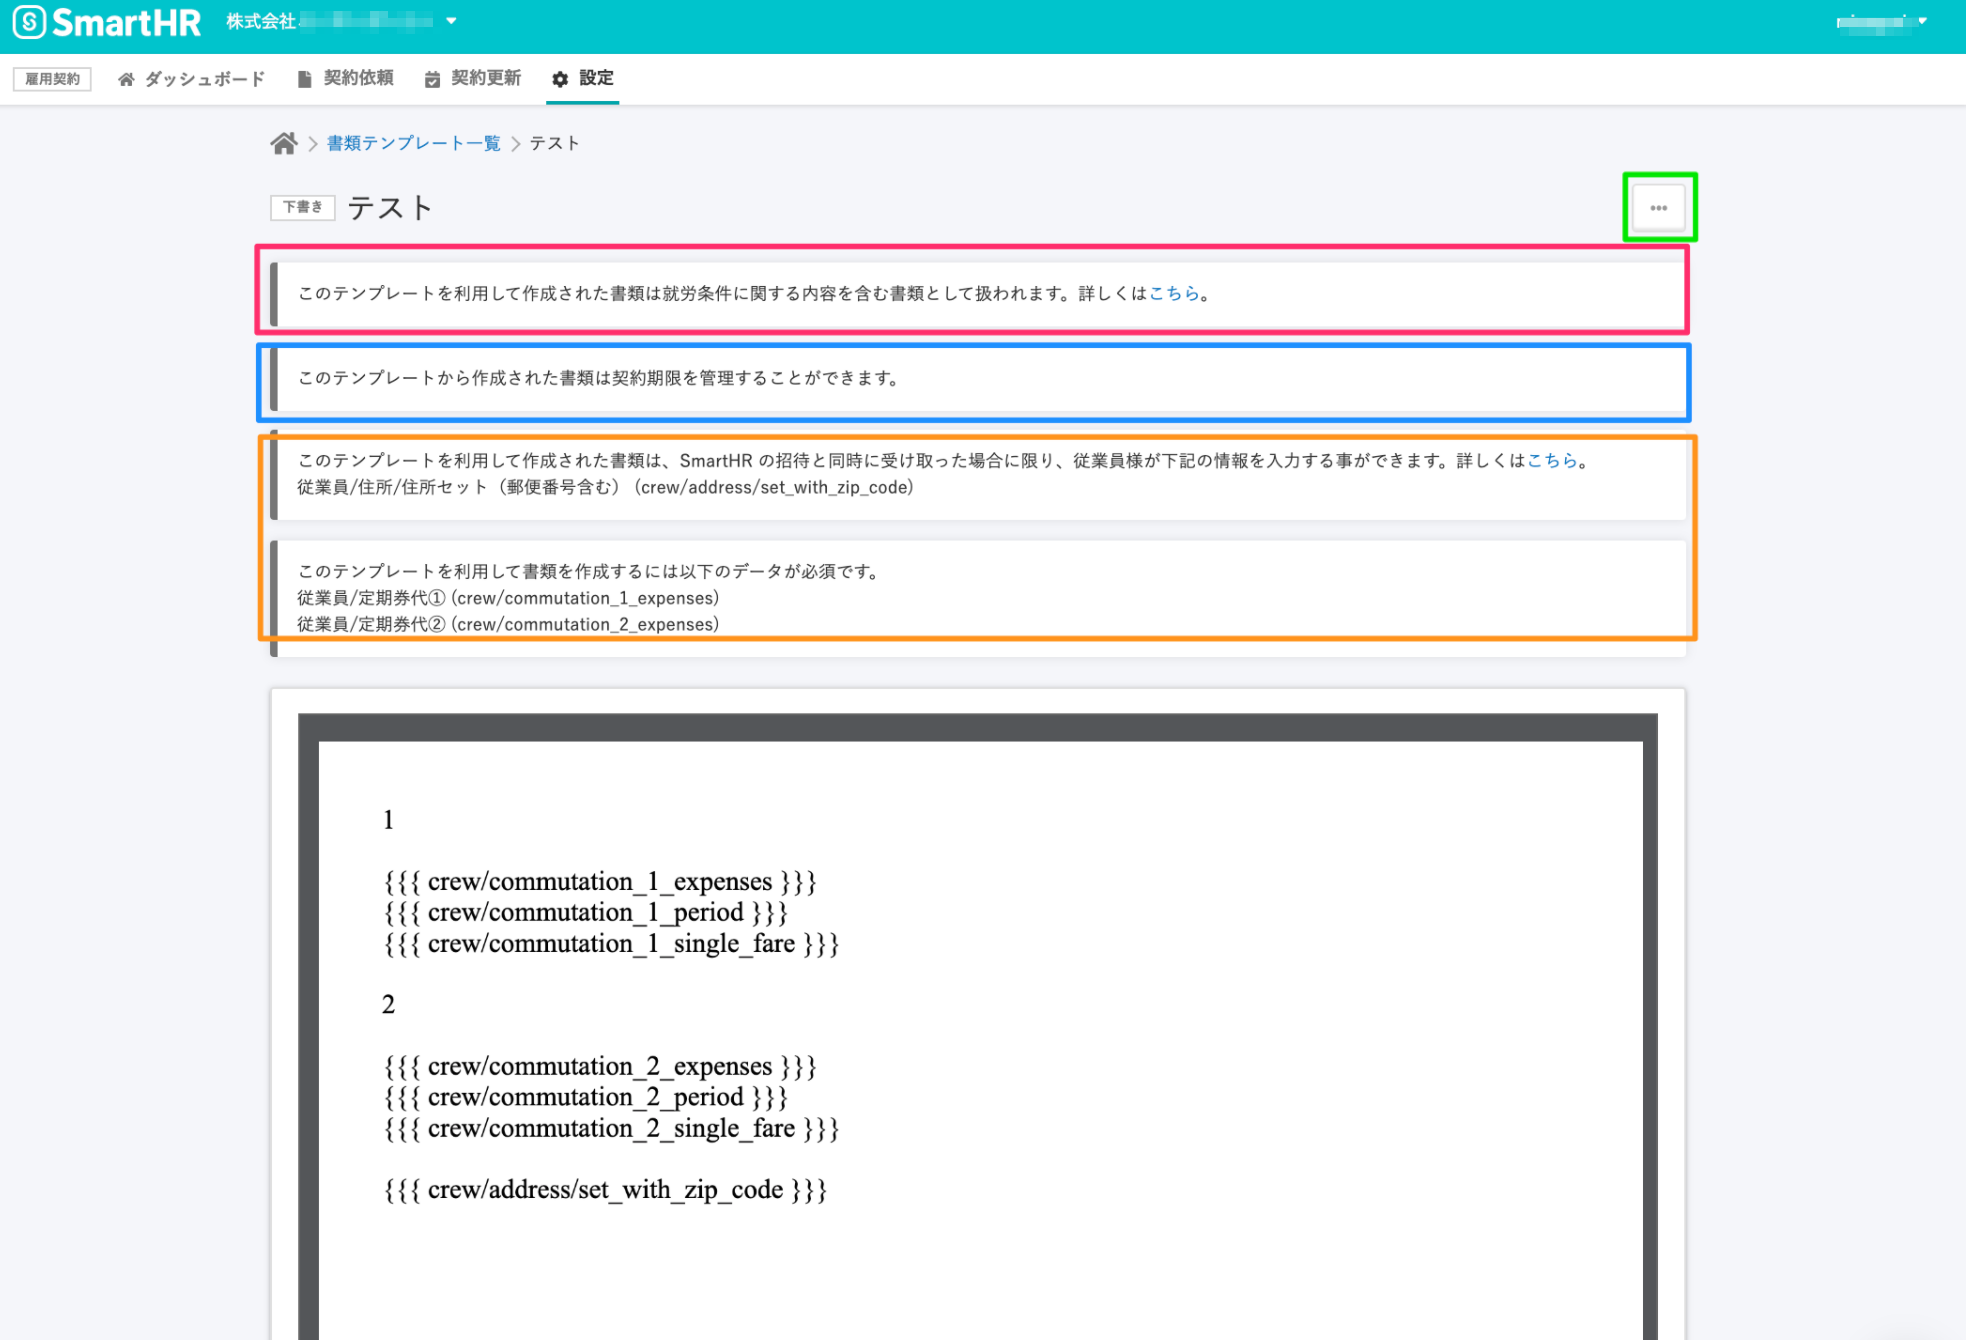 SmartHR 株式会社
雇用契約 ダッシュボード 契約依頼 契約更新 設定
書類テンプレート一覧 テスト
下書き テスト
このテンプレートを利用して作成された書類は就労条件に関する内容を含む書類として扱われます。詳しくはこちら。
このテンプレートから作成された書類は契約期限を管理することができます。
このテンプレートを利用して作成された書類は、SmartHR の招待と同時に受け取った場合に限り、従業員様が下記の情報を入力する事ができます。詳しくはこちら。
従業員/住所/住所セット（郵便番号含む） (crew/address/set_with_zip_code)
このテンプレートを利用して書類を作成するには以下のデータが必須です。
従業員/定期券代① (crew/commutation_1_expenses)
従業員/定期券代② (crew/commutation_2_expenses)
1
{{{ crew/commutation_1_expenses }}}
{{{ crew/commutation_1_period }}}
{{{ crew/commutation_1_single_fare }}}
2
{{{ crew/commutation_2_expenses }}}
{{{ crew/commutation_2_period }}}
{{{ crew/commutation_2_single_fare }}}
{{{ crew/address/set_with_zip_code }}}